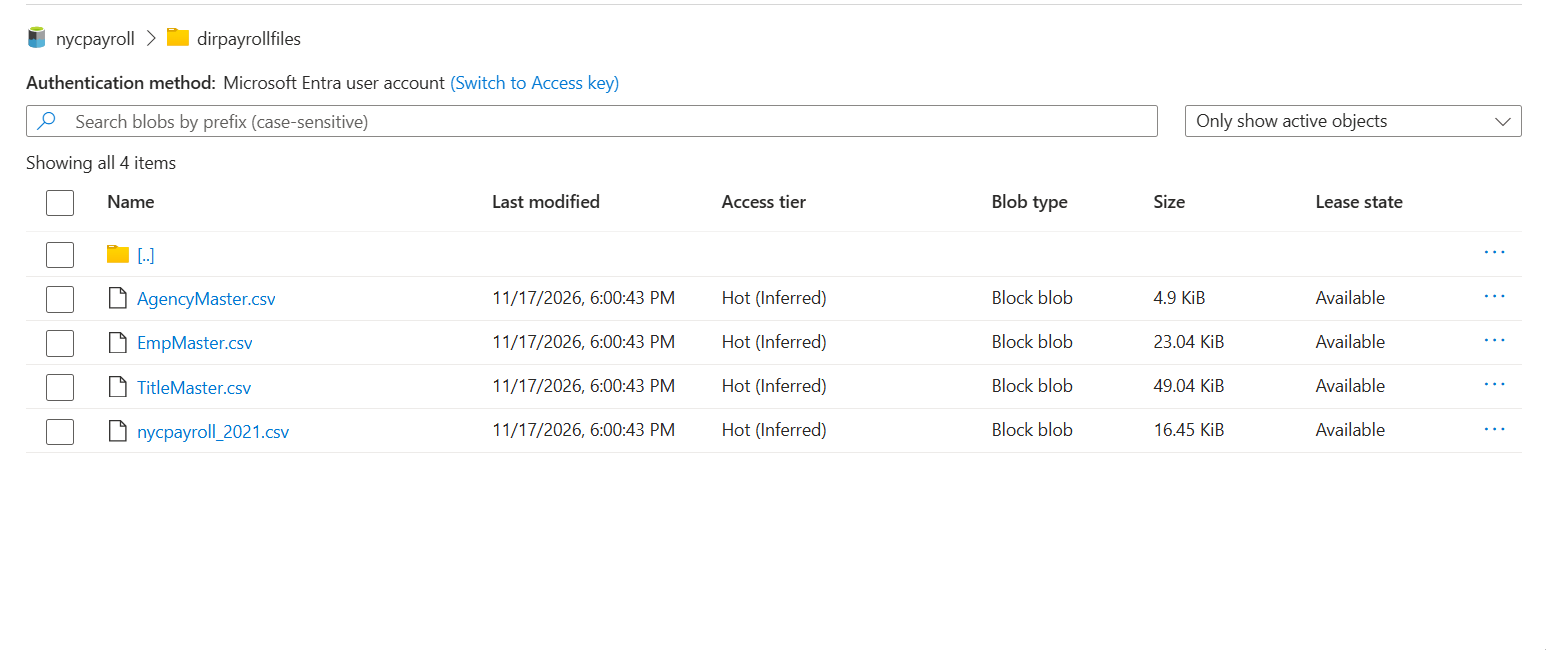 nycpayroll > dirpayrollfiles
Authentication method: Microsoft Entra user account (Switch to Access key)
Search blobs by prefix (case-sensitive) Only show active objects
Showing all 4 items
Name Last modified Access tier Blob type Size Lease state
[..] ...
AgencyMaster.csv 11/17/2026, 6:00:43 PM Hot (Inferred) Block blob 4.9 KiB Available ...
EmpMaster.csv 11/17/2026, 6:00:43 PM Hot (Inferred) Block blob 23.04 KiB Available ...
TitleMaster.csv 11/17/2026, 6:00:43 PM Hot (Inferred) Block blob 49.04 KiB Available ...
nycpayroll_2021.csv 11/17/2026, 6:00:43 PM Hot (Inferred) Block blob 16.45 KiB Available ...